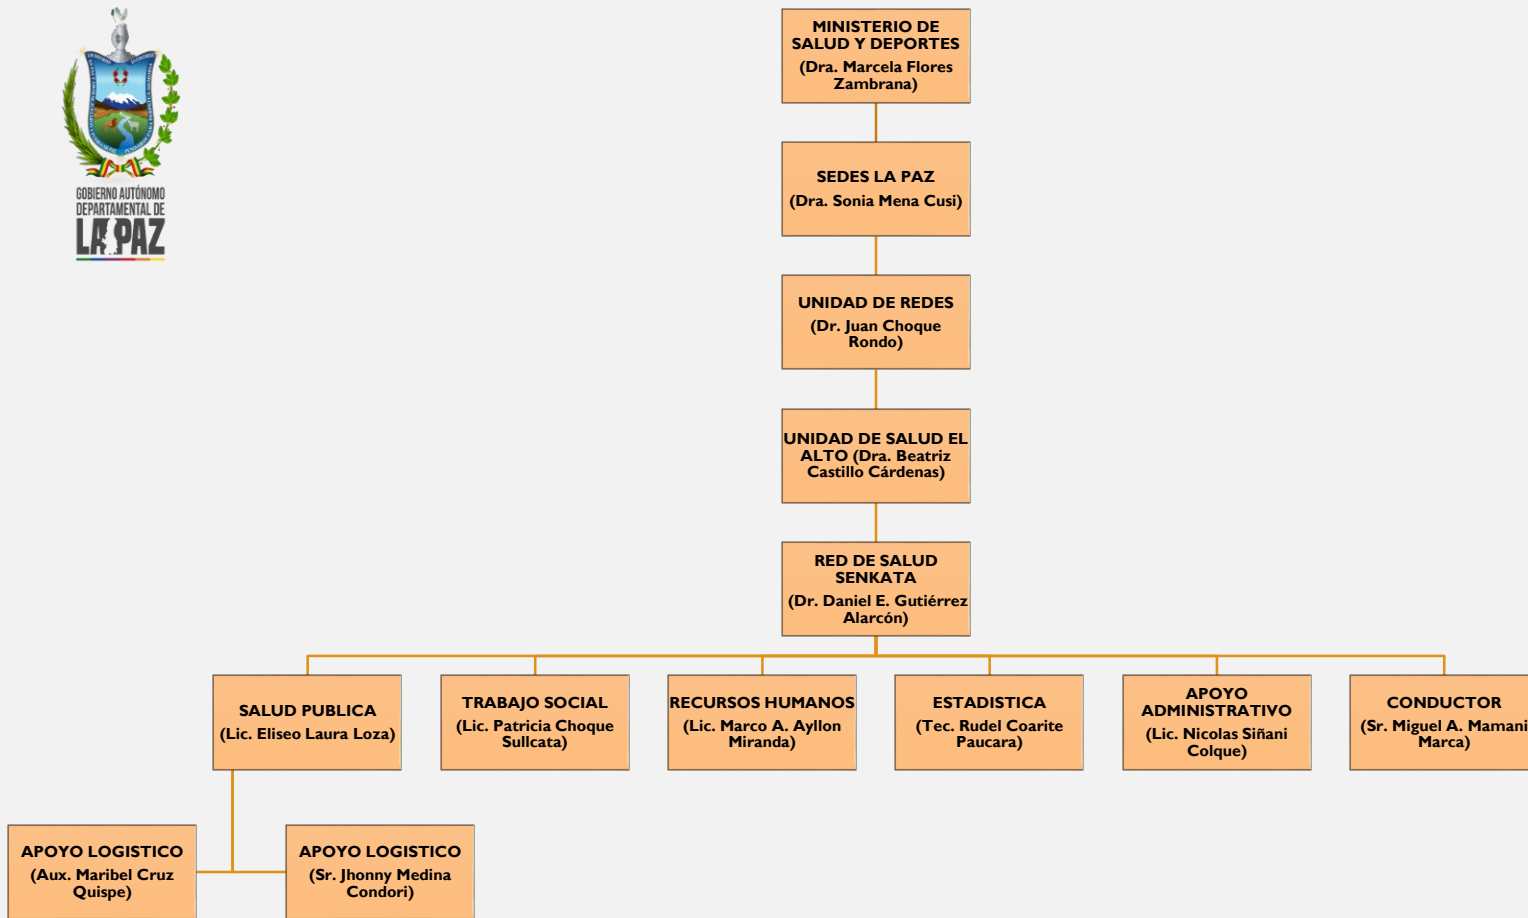 GOBIERNO AUTÓNOMO
DEPARTAMENTAL DE
LA PAZ
MINISTERIO DE
SALUD Y DEPORTES
(Dra. Marcela Flores
Zambrana)
SEDES LA PAZ
(Dra. Sonia Mena Cusi)
UNIDAD DE REDES
(Dr. Juan Choque
Rondo)
UNIDAD DE SALUD EL
ALTO (Dra. Beatriz
Castillo Cárdenas)
RED DE SALUD
SENKATA
(Dr. Daniel E. Gutiérrez
Alarcón)
SALUD PUBLICA
(Lic. Eliseo Laura Loza)
TRABAJO SOCIAL
(Lic. Patricia Choque
Sullcata)
RECURSOS HUMANOS
(Lic. Marco A. Ayllon
Miranda)
ESTADISTICA
(Tec. Rudel Coarite
Paucara)
APOYO
ADMINISTRATIVO
(Lic. Nicolas Siñani
Colque)
CONDUCTOR
(Sr. Miguel A. Mamani
Marca)
APOYO LOGISTICO
(Aux. Maribel Cruz
Quispe)
APOYO LOGISTICO
(Sr. Jhonny Medina
Condori)